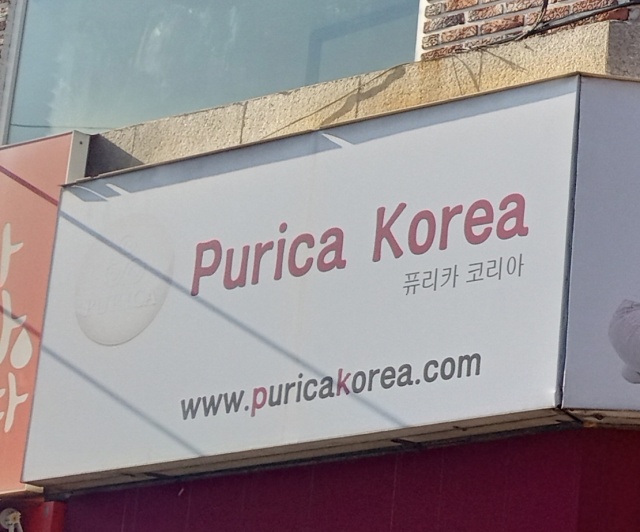 Purica Korea
퓨리카 코리아
www.puricakorea.com